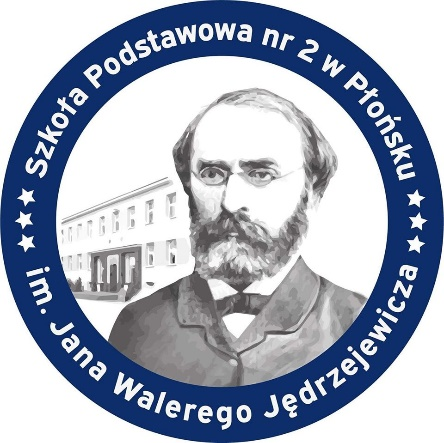 Szkoła Podstawowa nr 2 w Płońsku
im. Jana Walerego Jędrzejewicza